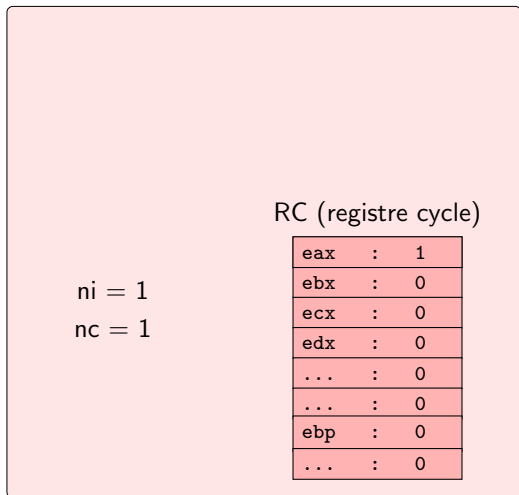 RC (registre cycle)
eax : 1
ebx : 0
ecx : 0
edx : 0
... : 0
... : 0
ebp : 0
... : 0
ni = 1
nc = 1